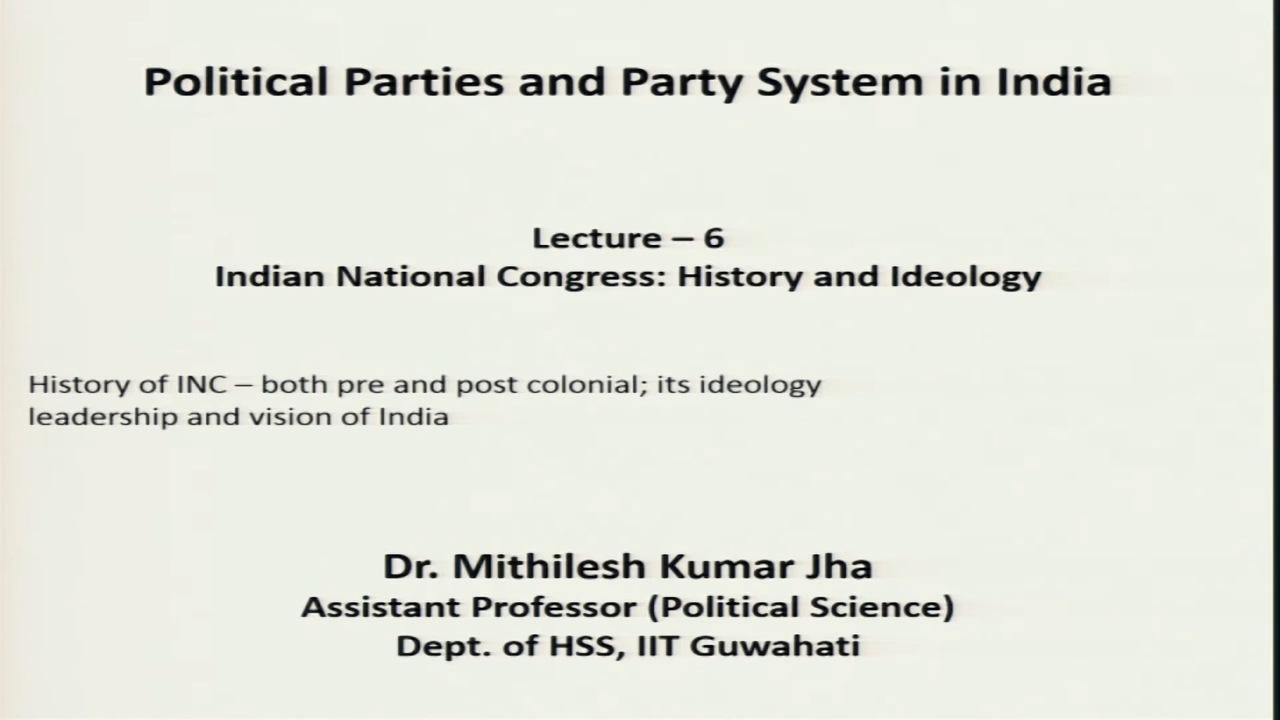 Political Parties and Party System in India
Lecture – 6
Indian National Congress: History and Ideology
History of INC – both pre and post colonial; its ideology
leadership and vision of India
Dr. Mithilesh Kumar Jha
Assistant Professor (Political Science)
Dept. of HSS, IIT Guwahati